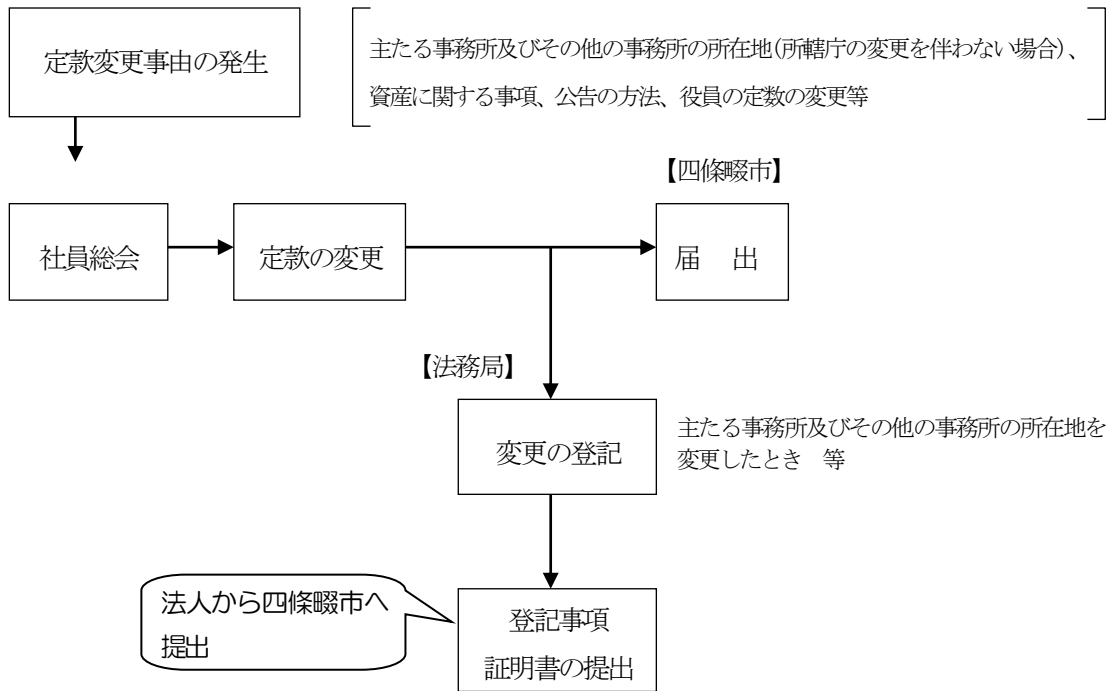 定款変更事由の発生
主たる事務所及びその他の事務所の所在地(所轄庁の変更を伴わない場合)、
資産に関する事項、公告の方法、役員の定数の変更等
【四條畷市】
社員総会
定款の変更
届　出
【法務局】
変更の登記
主たる事務所及びその他の事務所の所在地を
変更したとき　等
法人から四條畷市へ
提出
登記事項
証明書の提出